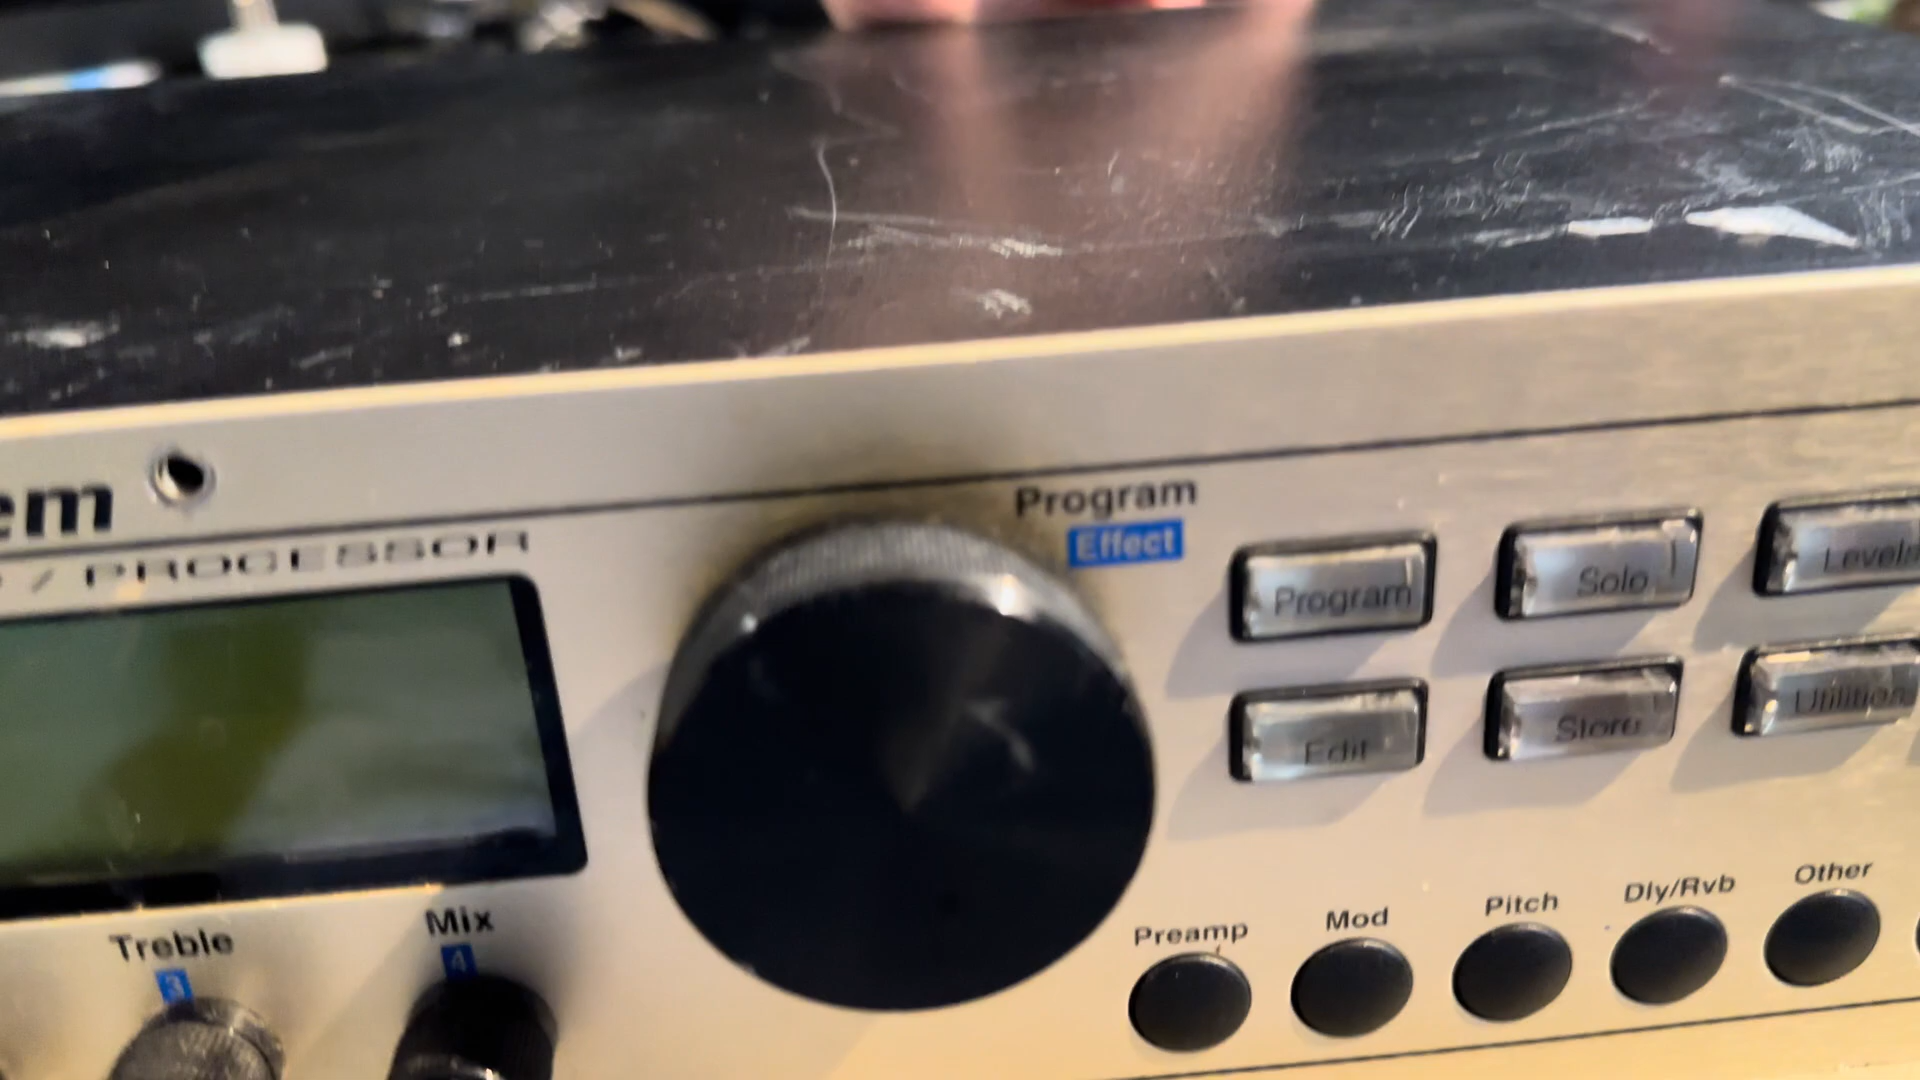 em
/ PROCESSOR
Program
Effect
Program
Solo
Levels
Edit
Store
Utilities
Treble
3
Mix
4
Preamp
Mod
Pitch
Dly/Rvb
Other